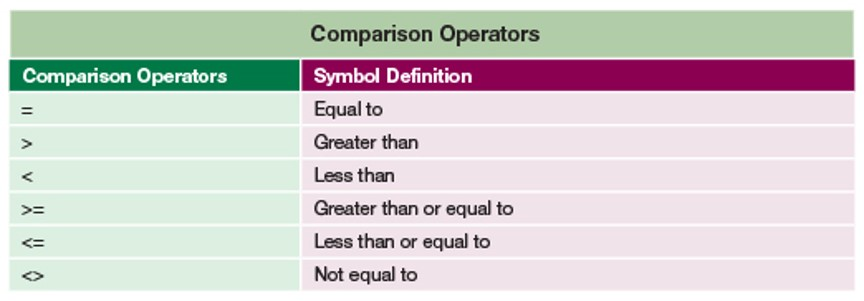 Comparison Operators
Comparison Operators Symbol Definition
= Equal to
> Greater than
< Less than
>= Greater than or equal to
<= Less than or equal to
<> Not equal to